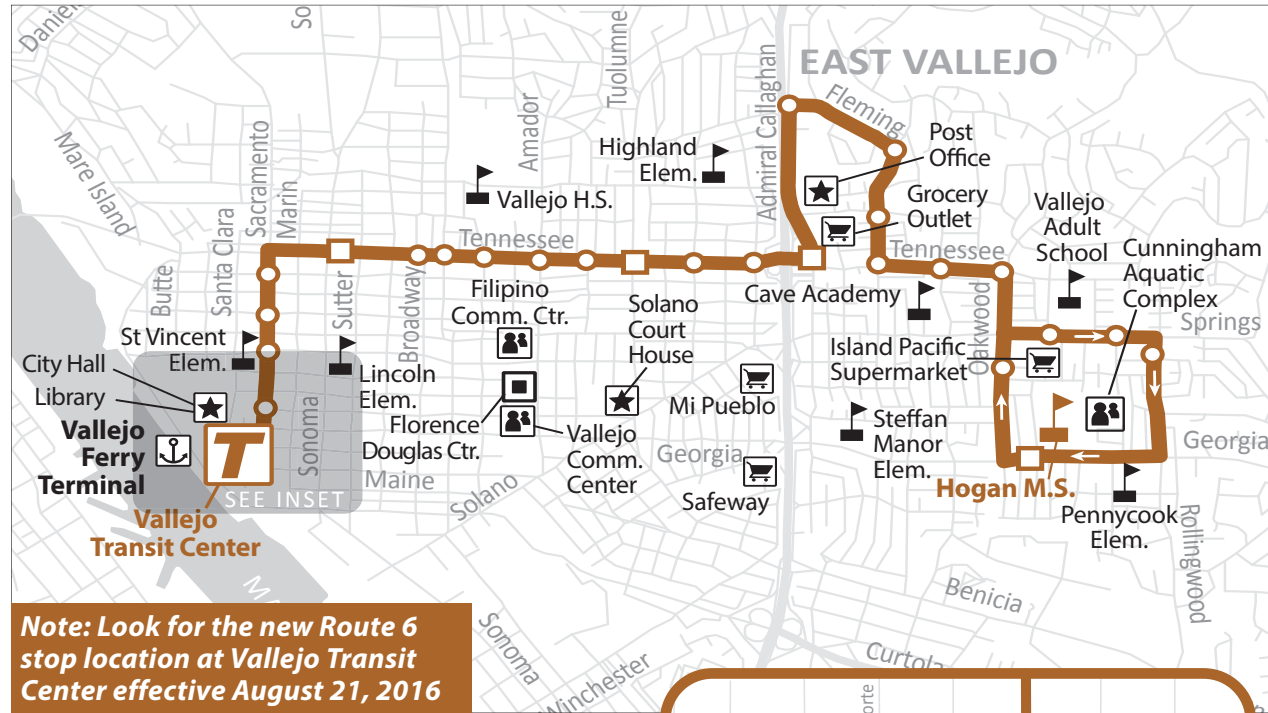 Daniel
So
Tuolumne
Admiral Callaghan
EAST VALLEJO
Fleming
Post
Office
Highland
Elem.
Amador
Vallejo H.S.
Mare Island
Sacramento
Marin
Santa Clara
Butte
Tennessee
Grocery
Outlet
Tennessee
Vallejo
Adult
School
Cunningham
Aquatic
Complex
Springs
Cave Academy
Oakwood
Island Pacific
Supermarket
Sutter
Broadway
Filipino
Comm. Ctr.
Solano
Court
House
St Vincent
Elem.
City Hall
Library
Lincoln
Elem.
Florence
Douglas Ctr.
Vallejo
Comm.
Center
Mi Pueblo
Georgia
Safeway
Steffan
Manor
Elem.
Georgia
Hogan M.S.
Pennycook
Elem.
Rollingwood
Vallejo
Ferry
Terminal
T
Sonoma
SEE INSET
Maine
Solano
Vallejo
Transit Center
MA
Benicia
Curtola
Sonoma
Winchester
orte
Note: Look for the new Route 6
stop location at Vallejo Transit
Center effective August 21, 2016